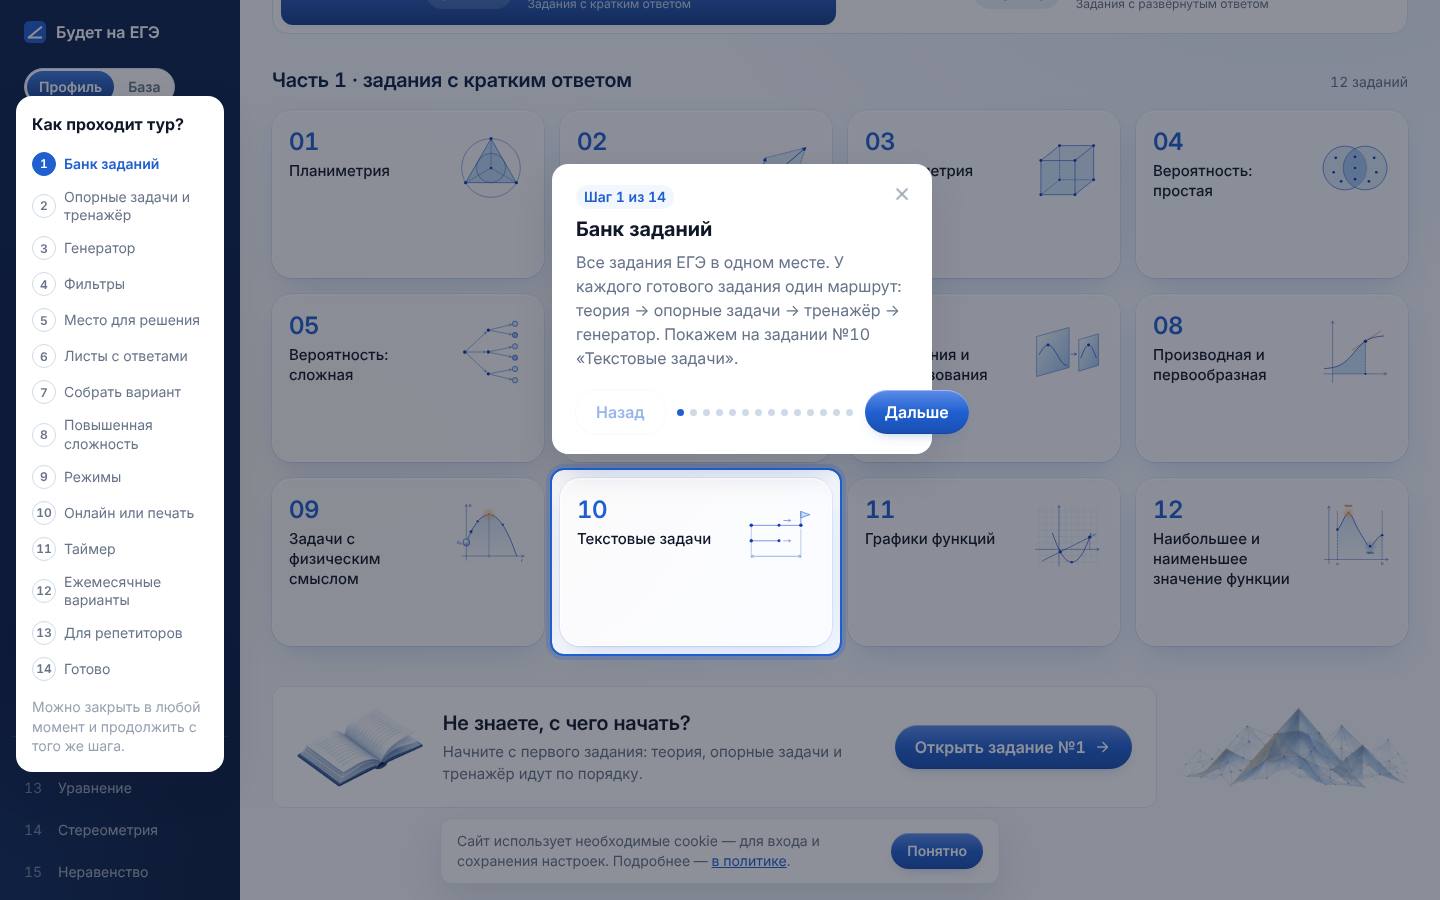 Будет на ЕГЭ
Профиль
База
Как проходит тур?
1 Банк заданий
2 Опорные задачи и
тренажёр
3 Генератор
4 Фильтры
5 Место для решения
6 Листы с ответами
7 Собрать вариант
8 Повышенная
сложность
9 Режимы
10 Онлайн или печать
11 Таймер
12 Ежемесячные
варианты
13 Для репетиторов
14 Готово
Можно закрыть в любой
момент и продолжить с
того же шага.
13 Уравнение
14 Стереометрия
15 Неравенство
Задания с кратким ответом
Задания с развёрнутым ответом
Часть 1 · задания с кратким ответом
12 заданий
01
Планиметрия
02
03
етрия
04
Вероятность:
простая
Шаг 1 из 14
Банк заданий
Все задания ЕГЭ в одном месте. У
каждого готового задания один маршрут:
теория → опорные задачи → тренажёр →
генератор. Покажем на задании №10
«Текстовые задачи».
Назад
Дальше
05
Вероятность:
сложная
ния и
зования
08
Производная и
первообразная
09
Задачи с
физическим
смыслом
10
Текстовые задачи
11
Графики функций
12
Наибольшее и
наименьшее
значение функции
Не знаете, с чего начать?
Начните с первого задания: теория, опорные задачи и
тренажёр идут по порядку.
Открыть задание №1 →
Сайт использует необходимые cookie — для входа и
сохранения настроек. Подробнее — в политике.
Понятно